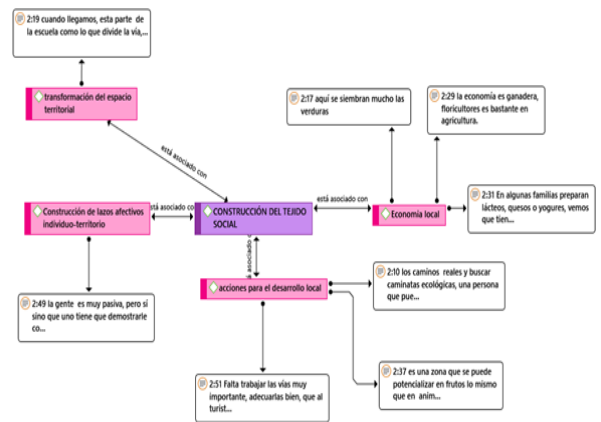 2:19 cuando llegamos, esta parte de
la escuela como lo que divide la vía,...
transformación del espacio
territorial
está asociado con
2:17 aquí se siembran mucho las
verduras
2:29 la economía es ganadera,
floricultores es bastante en
agricultura.
2:31 En algunas familias preparan
lácteos, quesos o yogures, vemos
que tien...
Construcción de lazos afectivos
individuo-territorio
stá asociado co
CONSTRUCCIÓN DEL TEJIDO
SOCIAL
está asociado con
Economía local
asociado
acciones para el desarrollo local
2:10 los caminos reales y buscar
caminatas ecológicas, una persona
que pue...
2:49 la gente es muy pasiva, pero sí
sino que uno tiene que demostrarle
co...
2:51 Falta trabajar las vías muy
importante, adecuarlas bien, que al
turist...
2:37 es una zona que se puede
potencializar en frutos lo mismo
que en anim...